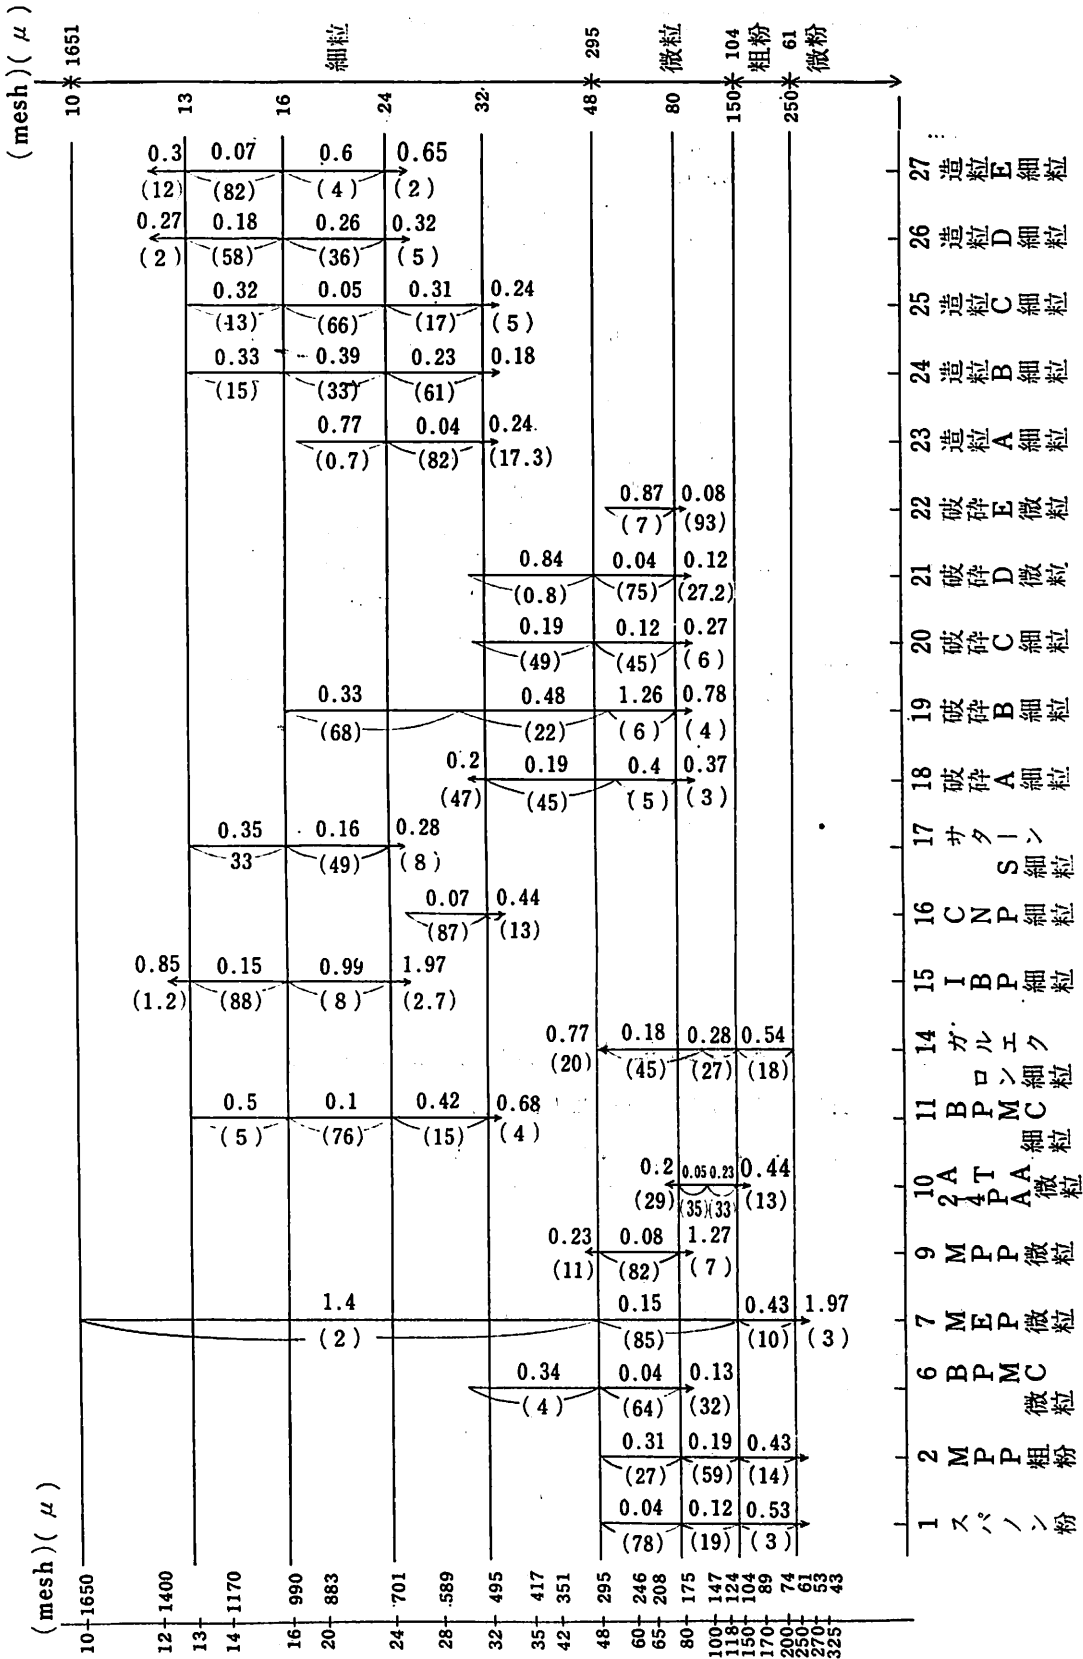 (mesh)(μ)
10 1651
細粒
295
微粒
104
粗粉
61
微粉
10 13 16 24 32 48 80 150 250
0.3 0.07 0.6 0.65
(12) (82) (4) (2)
27 造粒E細粒
0.27 0.18 0.26 0.32
(2) (58) (36) (5)
26 造粒D細粒
0.32 0.05 0.31 0.24
(13) (66) (17) (5)
25 造粒C細粒
0.33 0.39 0.23 0.18
(15) (33) (61)
24 造粒B細粒
0.77 0.04 0.24
(0.7) (82) (17.3)
23 造粒A細粒
0.87 0.08
(7) (93)
22 破砕E微粒
0.84 0.04 0.12
(0.8) (75) (27.2)
21 破砕D微粒
0.19 0.12 0.27
(49) (45) (6)
20 破砕C細粒
0.33 0.48 1.26 0.78
(68) (22) (6) (4)
19 破砕B細粒
0.2 0.19 0.4 0.37
(47) (45) (5) (3)
18 破砕A細粒
0.35 0.16 0.28
33 (49) (8)
17 サターン
S細粒
0.07 0.44
(87) (13)
16 CNP細粒
0.85 0.15 0.99 1.97
(1.2) (88) (8) (2.7)
15 IBP細粒
0.77 0.18 0.28 0.54
(20) (45) (27) (18)
14 ガルエク
ロン細粒
0.5 0.1 0.42 0.68
(5) (76) (15) (4)
11 BPMC
細粒
0.2 0.05 0.23 0.44
(29) (35) (33) (13)
10 ATA
24PA微粒
0.23 0.08 1.27
(11) (82) (7)
9 MPP微粒
1.4 0.15 0.43 1.97
(2) (85) (10) (3)
7 MEP微粒
0.34 0.04 0.13
(4) (64) (32)
6 BPMC
微粒
0.31 0.19 0.43
(27) (59) (14)
2 MPP粗粉
0.04 0.12 0.53
(78) (19) (3)
1 スパノン粉
(mesh)(μ)
10 1650
12 1400
13
14 1170
16 990
20 883
24 701
28 589
32 495
35 417
42 351
48 295
60 246
65 208
80 175
100 147
118 124
150 104
170 89
200 74
250 61
270 53
325 43